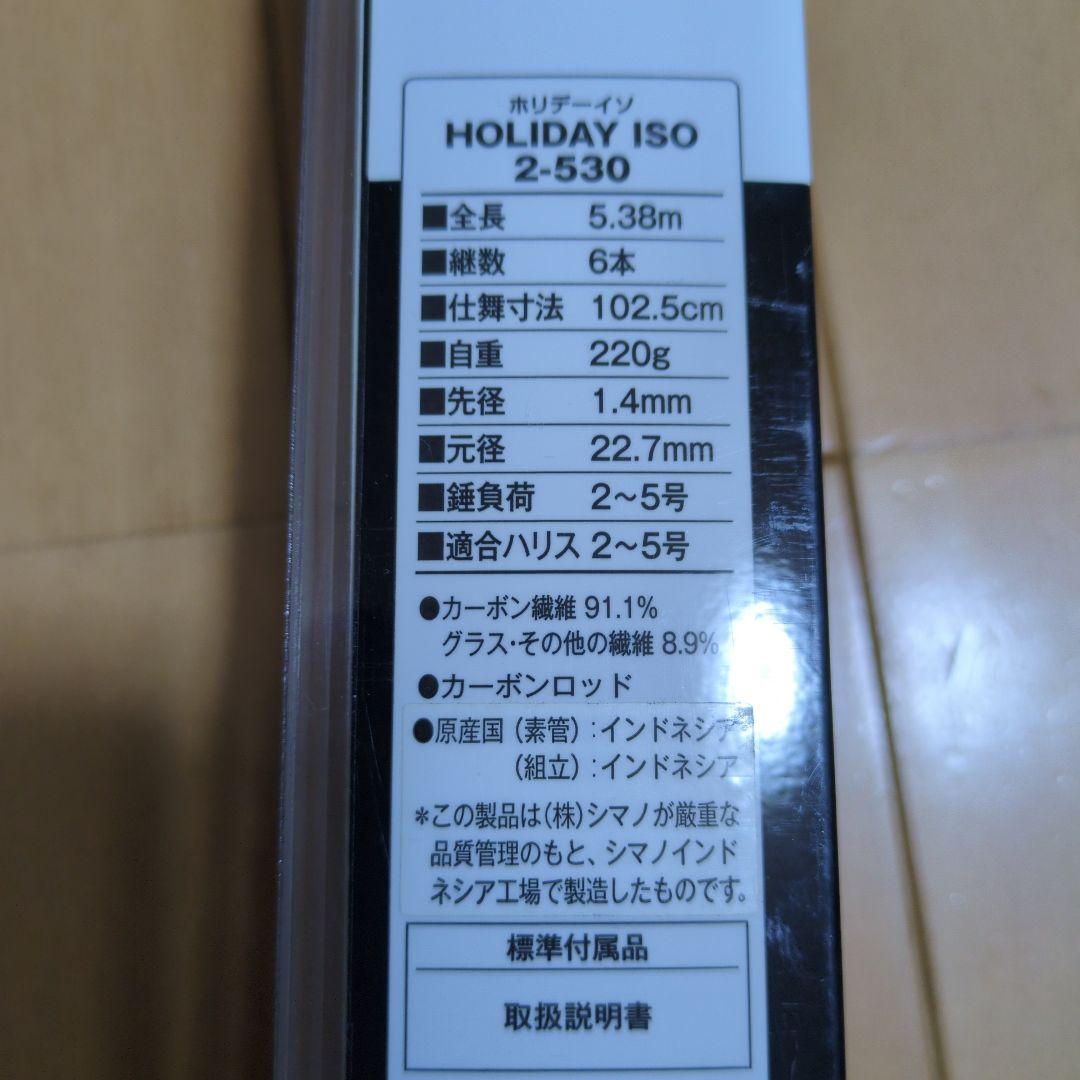 ホリデーイソ
HOLIDAY ISO
2-530
■全長 5.38m
■継数 6本
■仕舞寸法 102.5cm
■自重 220g
■先径 1.4mm
■元径 22.7mm
■錘負荷 2～5号
■適合ハリス 2～5号
●カーボン繊維 91.1%
グラス・その他の繊維 8.9%
●カーボンロッド
●原産国（素管）：インドネシア
（組立）：インドネシア
＊この製品は（株）シマノが厳重な
品質管理のもと、シマノインド
ネシア工場で製造したものです。
標準付属品
取扱説明書